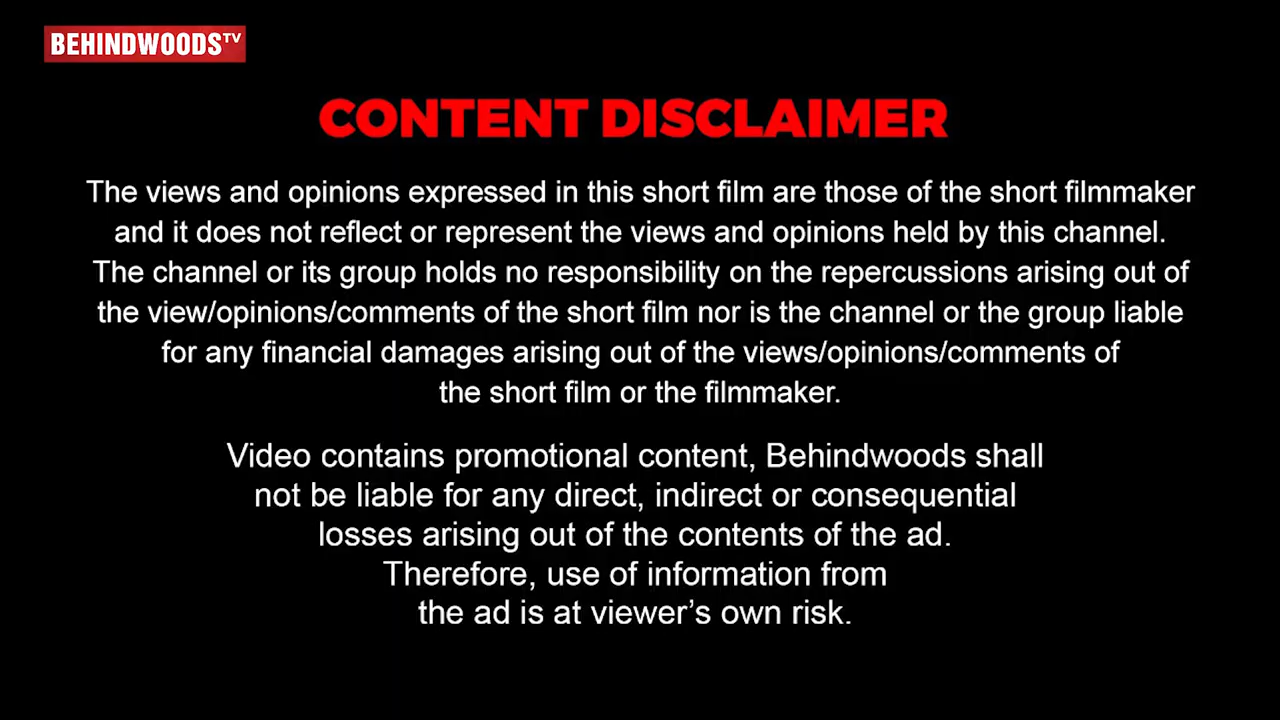 BEHINDWOODS TV
CONTENT DISCLAIMER
The views and opinions expressed in this short film are those of the short filmmaker
and it does not reflect or represent the views and opinions held by this channel.
The channel or its group holds no responsibility on the repercussions arising out of
the view/opinions/comments of the short film nor is the channel or the group liable
for any financial damages arising out of the views/opinions/comments of
the short film or the filmmaker.
Video contains promotional content, Behindwoods shall
not be liable for any direct, indirect or consequential
losses arising out of the contents of the ad.
Therefore, use of information from
the ad is at viewer’s own risk.